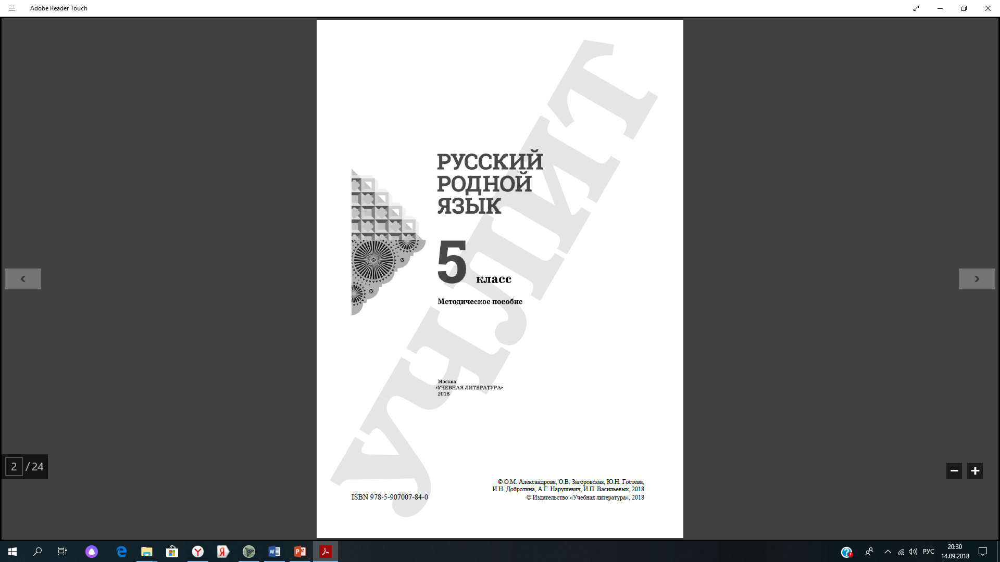 Adobe Reader Touch
УЧЛИТ
РУССКИЙ
РОДНОЙ
ЯЗЫК
5 класс
Методическое пособие
Москва
«УЧЕБНАЯ ЛИТЕРАТУРА»
2018
© О.М. Александрова, О.В. Загоровская, Ю.Н. Гостева,
И.Н. Добротина, А.Г. Нарушевич, И.П. Васильевых, 2018
ISBN 978-5-907007-84-0
© Издательство «Учебная литература», 2018
2 / 24
РУС
20:30
14.09.2018